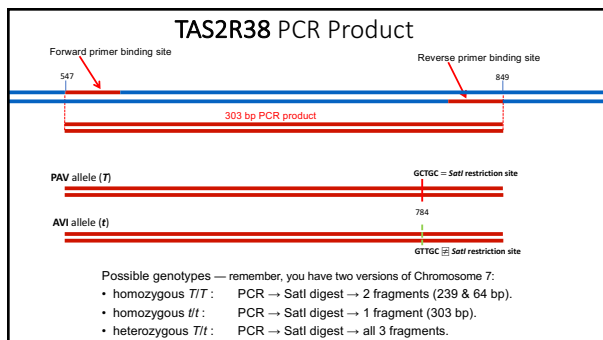 TAS2R38 PCR Product
Forward primer binding site
Reverse primer binding site
547
849
303 bp PCR product
PAV allele (T)
GCTGC = SatI restriction site
784
AVI allele (t)
GTTGC ≠ SatI restriction site
Possible genotypes — remember, you have two versions of Chromosome 7:
• homozygous T/T : PCR → SatI digest → 2 fragments (239 & 64 bp).
• homozygous t/t : PCR → SatI digest → 1 fragment (303 bp).
• heterozygous T/t : PCR → SatI digest → all 3 fragments.